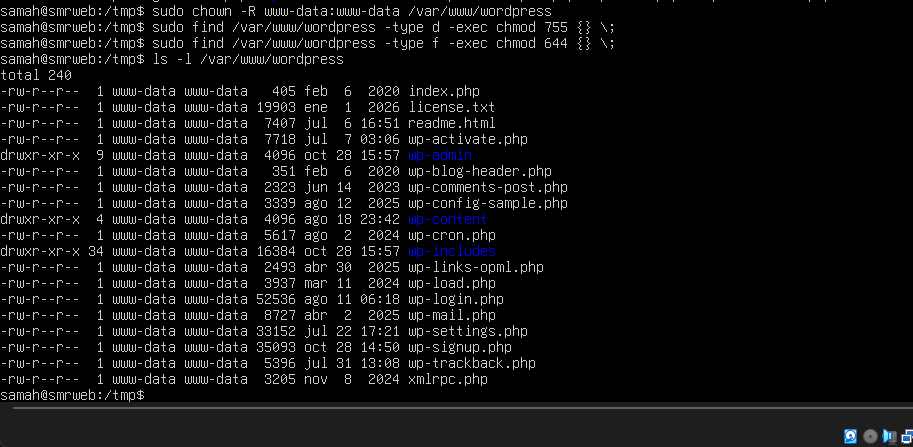 samah@smrweb:/tmp$ sudo chown -R www-data:www-data /var/www/wordpress
samah@smrweb:/tmp$ sudo find /var/www/wordpress -type d -exec chmod 755 {} \;
samah@smrweb:/tmp$ sudo find /var/www/wordpress -type f -exec chmod 644 {} \;
samah@smrweb:/tmp$ ls -l /var/www/wordpress
total 240
-rw-r--r--  1 www-data www-data   405 feb  6  2020 index.php
-rw-r--r--  1 www-data www-data 19903 ene  1  2026 license.txt
-rw-r--r--  1 www-data www-data  7407 jul  6 16:51 readme.html
-rw-r--r--  1 www-data www-data  7718 jul  7 03:06 wp-activate.php
drwxr-xr-x  9 www-data www-data  4096 oct 28 15:57 wp-admin
-rw-r--r--  1 www-data www-data   351 feb  6  2020 wp-blog-header.php
-rw-r--r--  1 www-data www-data  2323 jun 14  2023 wp-comments-post.php
-rw-r--r--  1 www-data www-data  3339 ago 12  2025 wp-config-sample.php
drwxr-xr-x  4 www-data www-data  4096 ago 18 23:42 wp-content
-rw-r--r--  1 www-data www-data  5617 ago  2  2024 wp-cron.php
drwxr-xr-x 34 www-data www-data 16384 oct 28 15:57 wp-includes
-rw-r--r--  1 www-data www-data  2493 abr 30  2025 wp-links-opml.php
-rw-r--r--  1 www-data www-data  3937 mar 11  2024 wp-load.php
-rw-r--r--  1 www-data www-data 52536 ago 11 06:18 wp-login.php
-rw-r--r--  1 www-data www-data  8727 abr  2  2025 wp-mail.php
-rw-r--r--  1 www-data www-data 33152 jul 22 17:21 wp-settings.php
-rw-r--r--  1 www-data www-data 35093 oct 28 14:50 wp-signup.php
-rw-r--r--  1 www-data www-data  5396 jul 31 13:08 wp-trackback.php
-rw-r--r--  1 www-data www-data  3205 nov  8  2024 xmlrpc.php
samah@smrweb:/tmp$